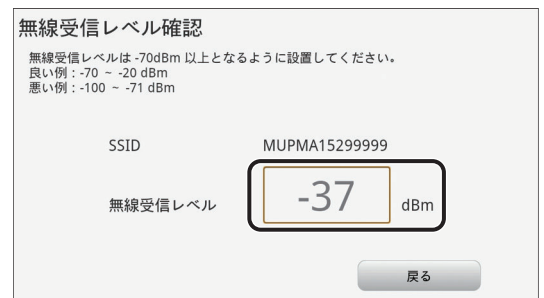 無線受信レベル確認
無線受信レベルは -70dBm 以上となるように設置してください。
良い例：-70 ~ -20 dBm
悪い例：-100 ~ -71 dBm
SSID MUPMA15299999
無線受信レベル -37 dBm
戻る